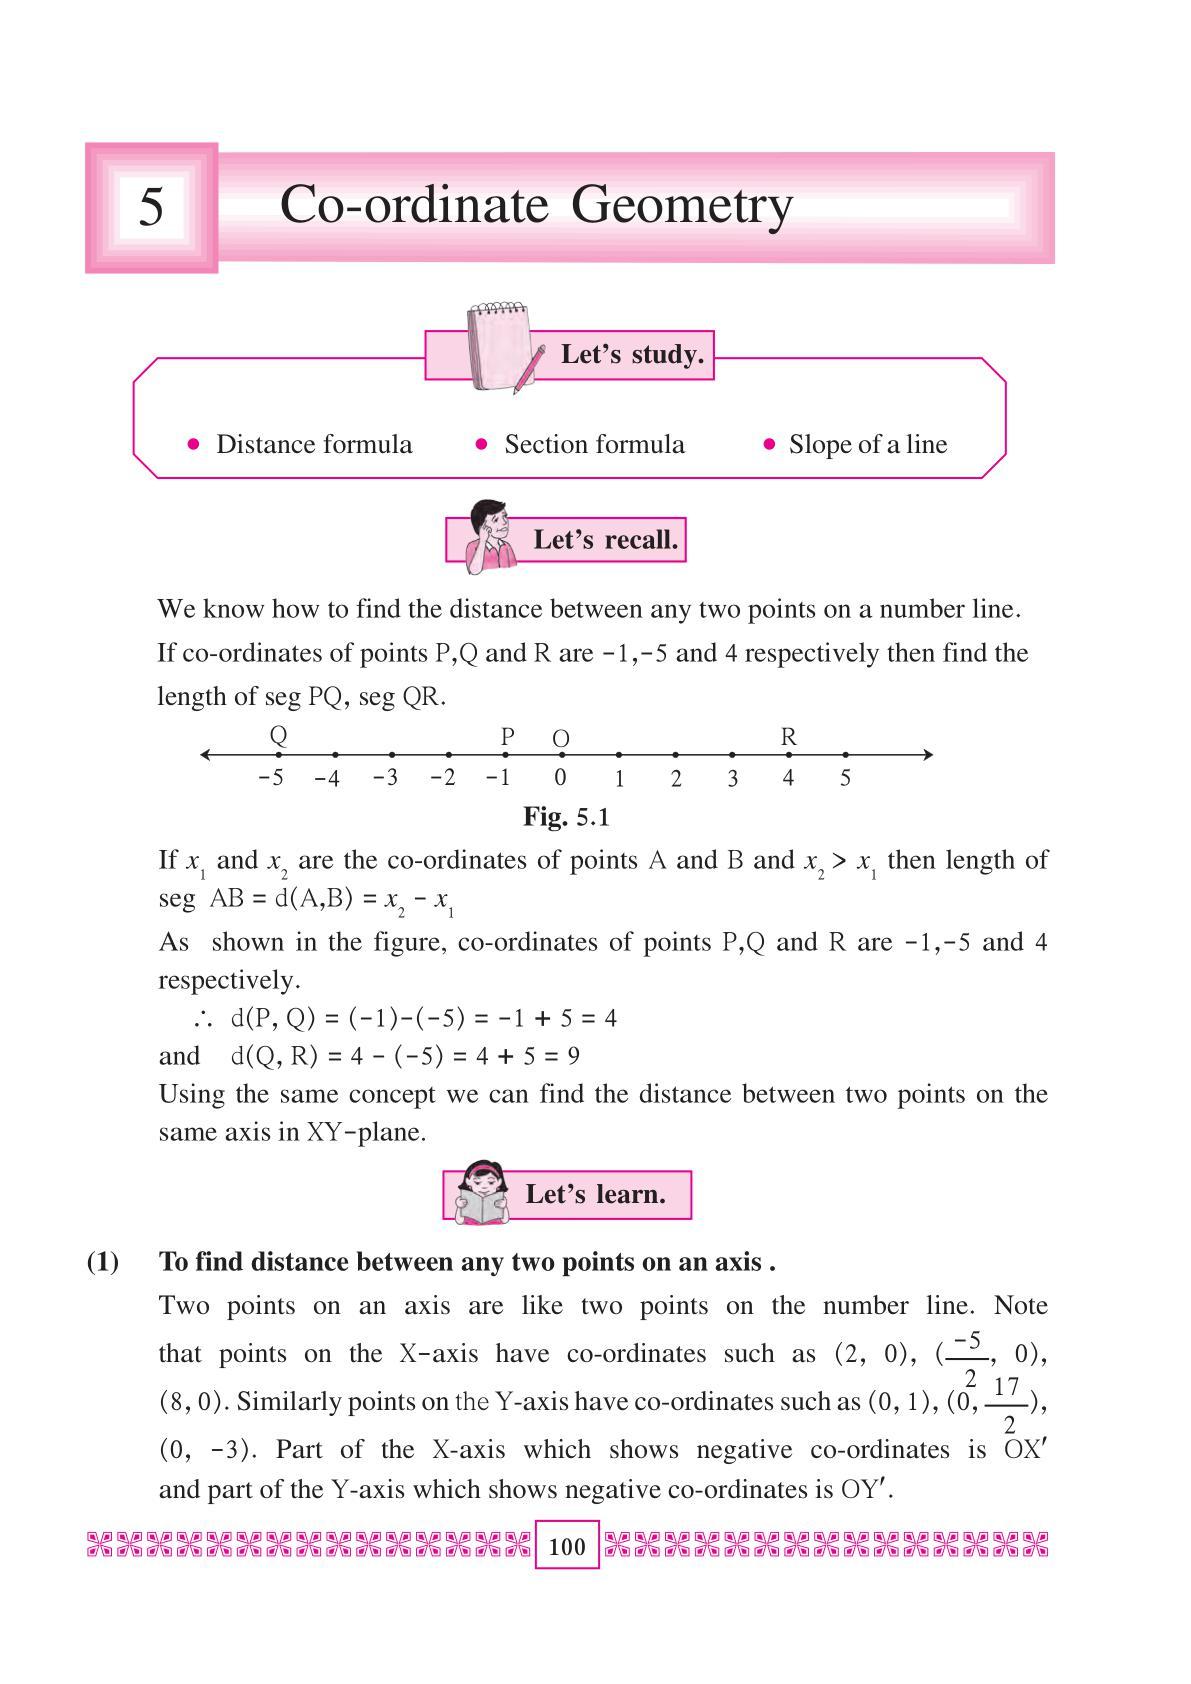 5
Co-ordinate Geometry
Let's study.
• Distance formula • Section formula • Slope of a line
Let's recall.
We know how to find the distance between any two points on a number line.
If co-ordinates of points P,Q and R are -1,-5 and 4 respectively then find the
length of seg PQ, seg QR.
Q P O R
-5 -4 -3 -2 -1 0 1 2 3 4 5
Fig. 5.1
If x₁ and x₂ are the co-ordinates of points A and B and x₂ > x₁ then length of
seg AB = d(A,B) = x₂ - x₁
As shown in the figure, co-ordinates of points P,Q and R are -1,-5 and 4
respectively.
∴ d(P, Q) = (-1)-(-5) = -1 + 5 = 4
and d(Q, R) = 4 - (-5) = 4 + 5 = 9
Using the same concept we can find the distance between two points on the
same axis in XY-plane.
Let's learn.
(1) To find distance between any two points on an axis .
Two points on an axis are like two points on the number line. Note
that points on the X-axis have co-ordinates such as (2, 0), (-5/2, 0),
(8, 0). Similarly points on the Y-axis have co-ordinates such as (0, 1), (0, 17/2),
(0, -3). Part of the X-axis which shows negative co-ordinates is OX′
and part of the Y-axis which shows negative co-ordinates is OY′.
100